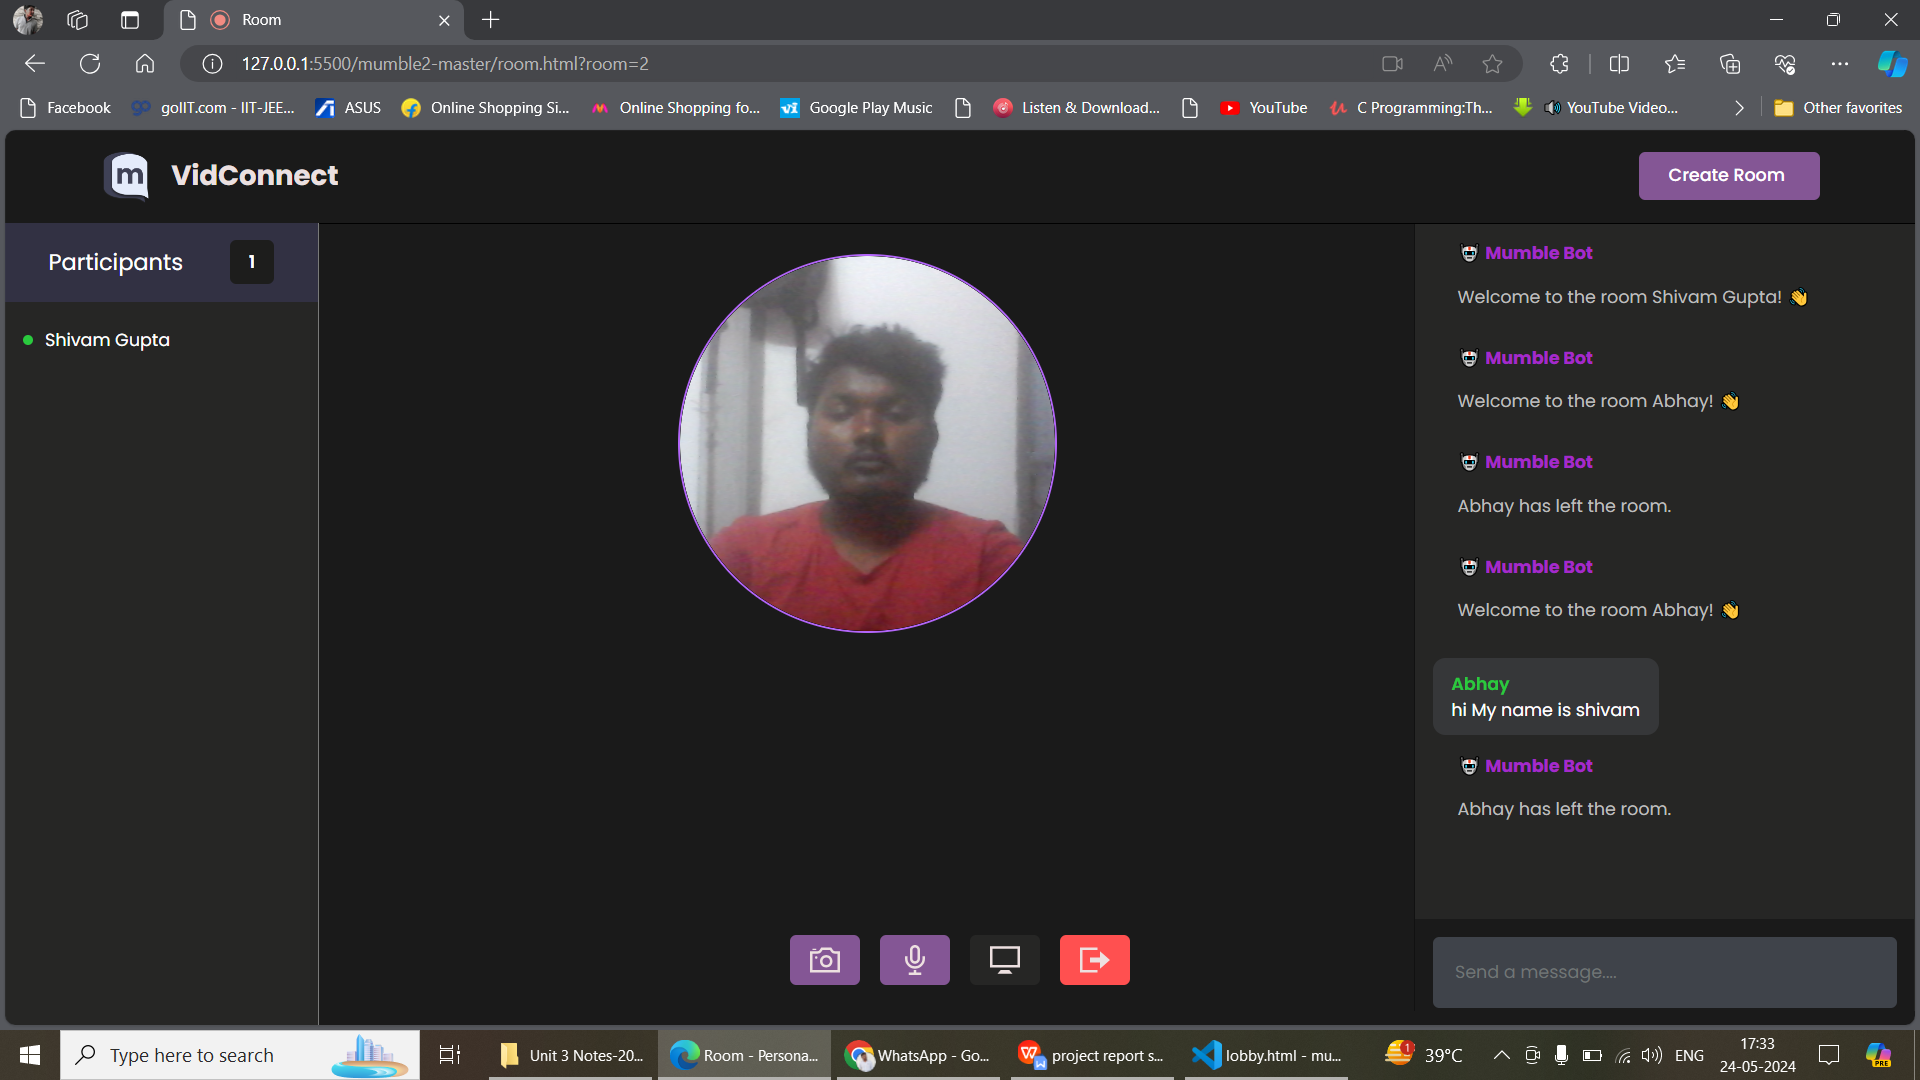 Room
127.0.0.1:5500/mumble2-master/room.html?room=2
Facebook
goIIT.com - IIT-JEE...
ASUS
Online Shopping Si...
Online Shopping fo...
Google Play Music
Listen & Download...
YouTube
C Programming:Th...
YouTube Video...
Other favorites
m
VidConnect
Create Room
Participants
1
Shivam Gupta
Mumble Bot
Welcome to the room Shivam Gupta! 👋
Mumble Bot
Welcome to the room Abhay! 👋
Mumble Bot
Abhay has left the room.
Mumble Bot
Welcome to the room Abhay! 👋
Abhay
hi My name is shivam
Mumble Bot
Abhay has left the room.
Send a message....
Type here to search
Unit 3 Notes-20...
Room - Persona...
WhatsApp - Go...
project report s...
lobby.html - mu...
1
39°C
ENG
17:33
24-05-2024
PRE